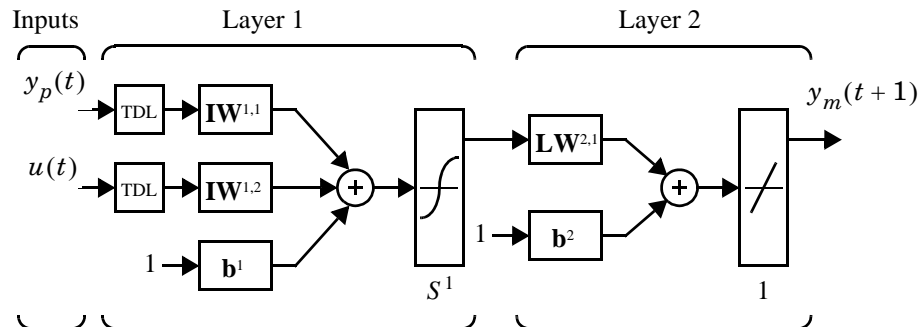 Inputs
Layer 1
Layer 2
y_p(t)
TDL
IW^{1,1}
y_m(t + 1)
LW^{2,1}
u(t)
TDL
IW^{1,2}
1
b^1
1
b^2
S^1
1